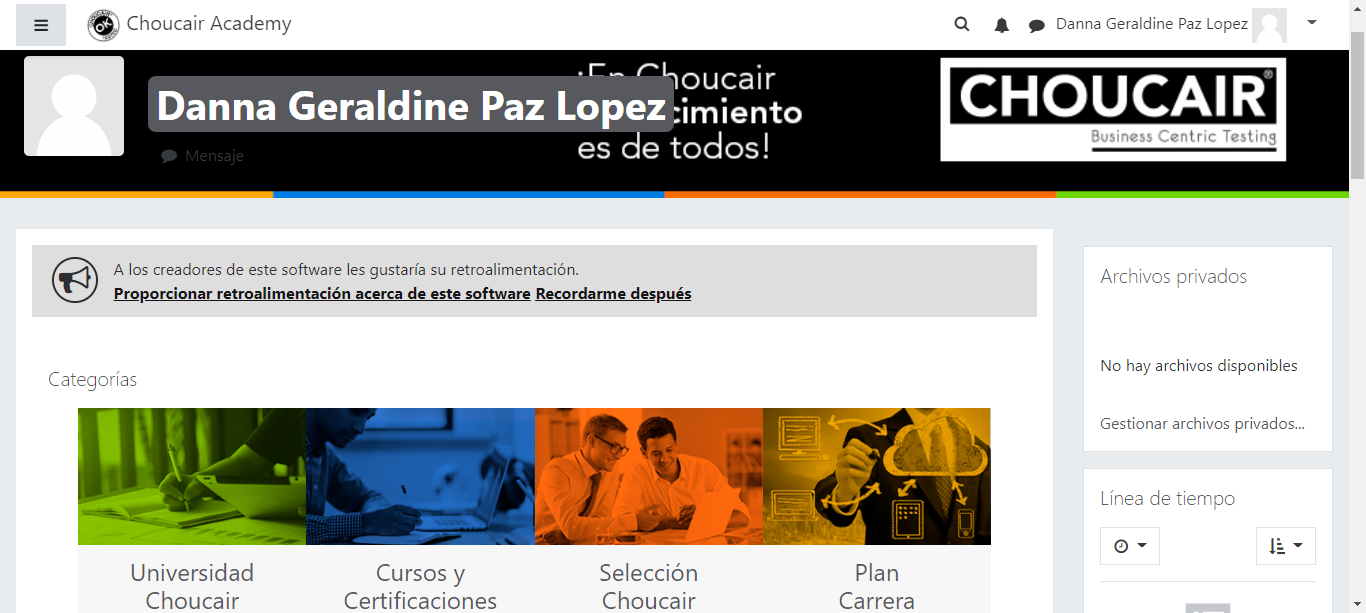 Choucair Academy
Danna Geraldine Paz Lopez
Danna Geraldine Paz Lopez
Mensaje
¡En Choucair
cimiento
es de todos!
CHOUCAIR®
Business Centric Testing
A los creadores de este software les gustaría su retroalimentación.
Proporcionar retroalimentación acerca de este software Recordarme después
Categorías
Universidad
Choucair
Cursos y
Certificaciones
Selección
Choucair
Plan
Carrera
Archivos privados
No hay archivos disponibles
Gestionar archivos privados...
Línea de tiempo